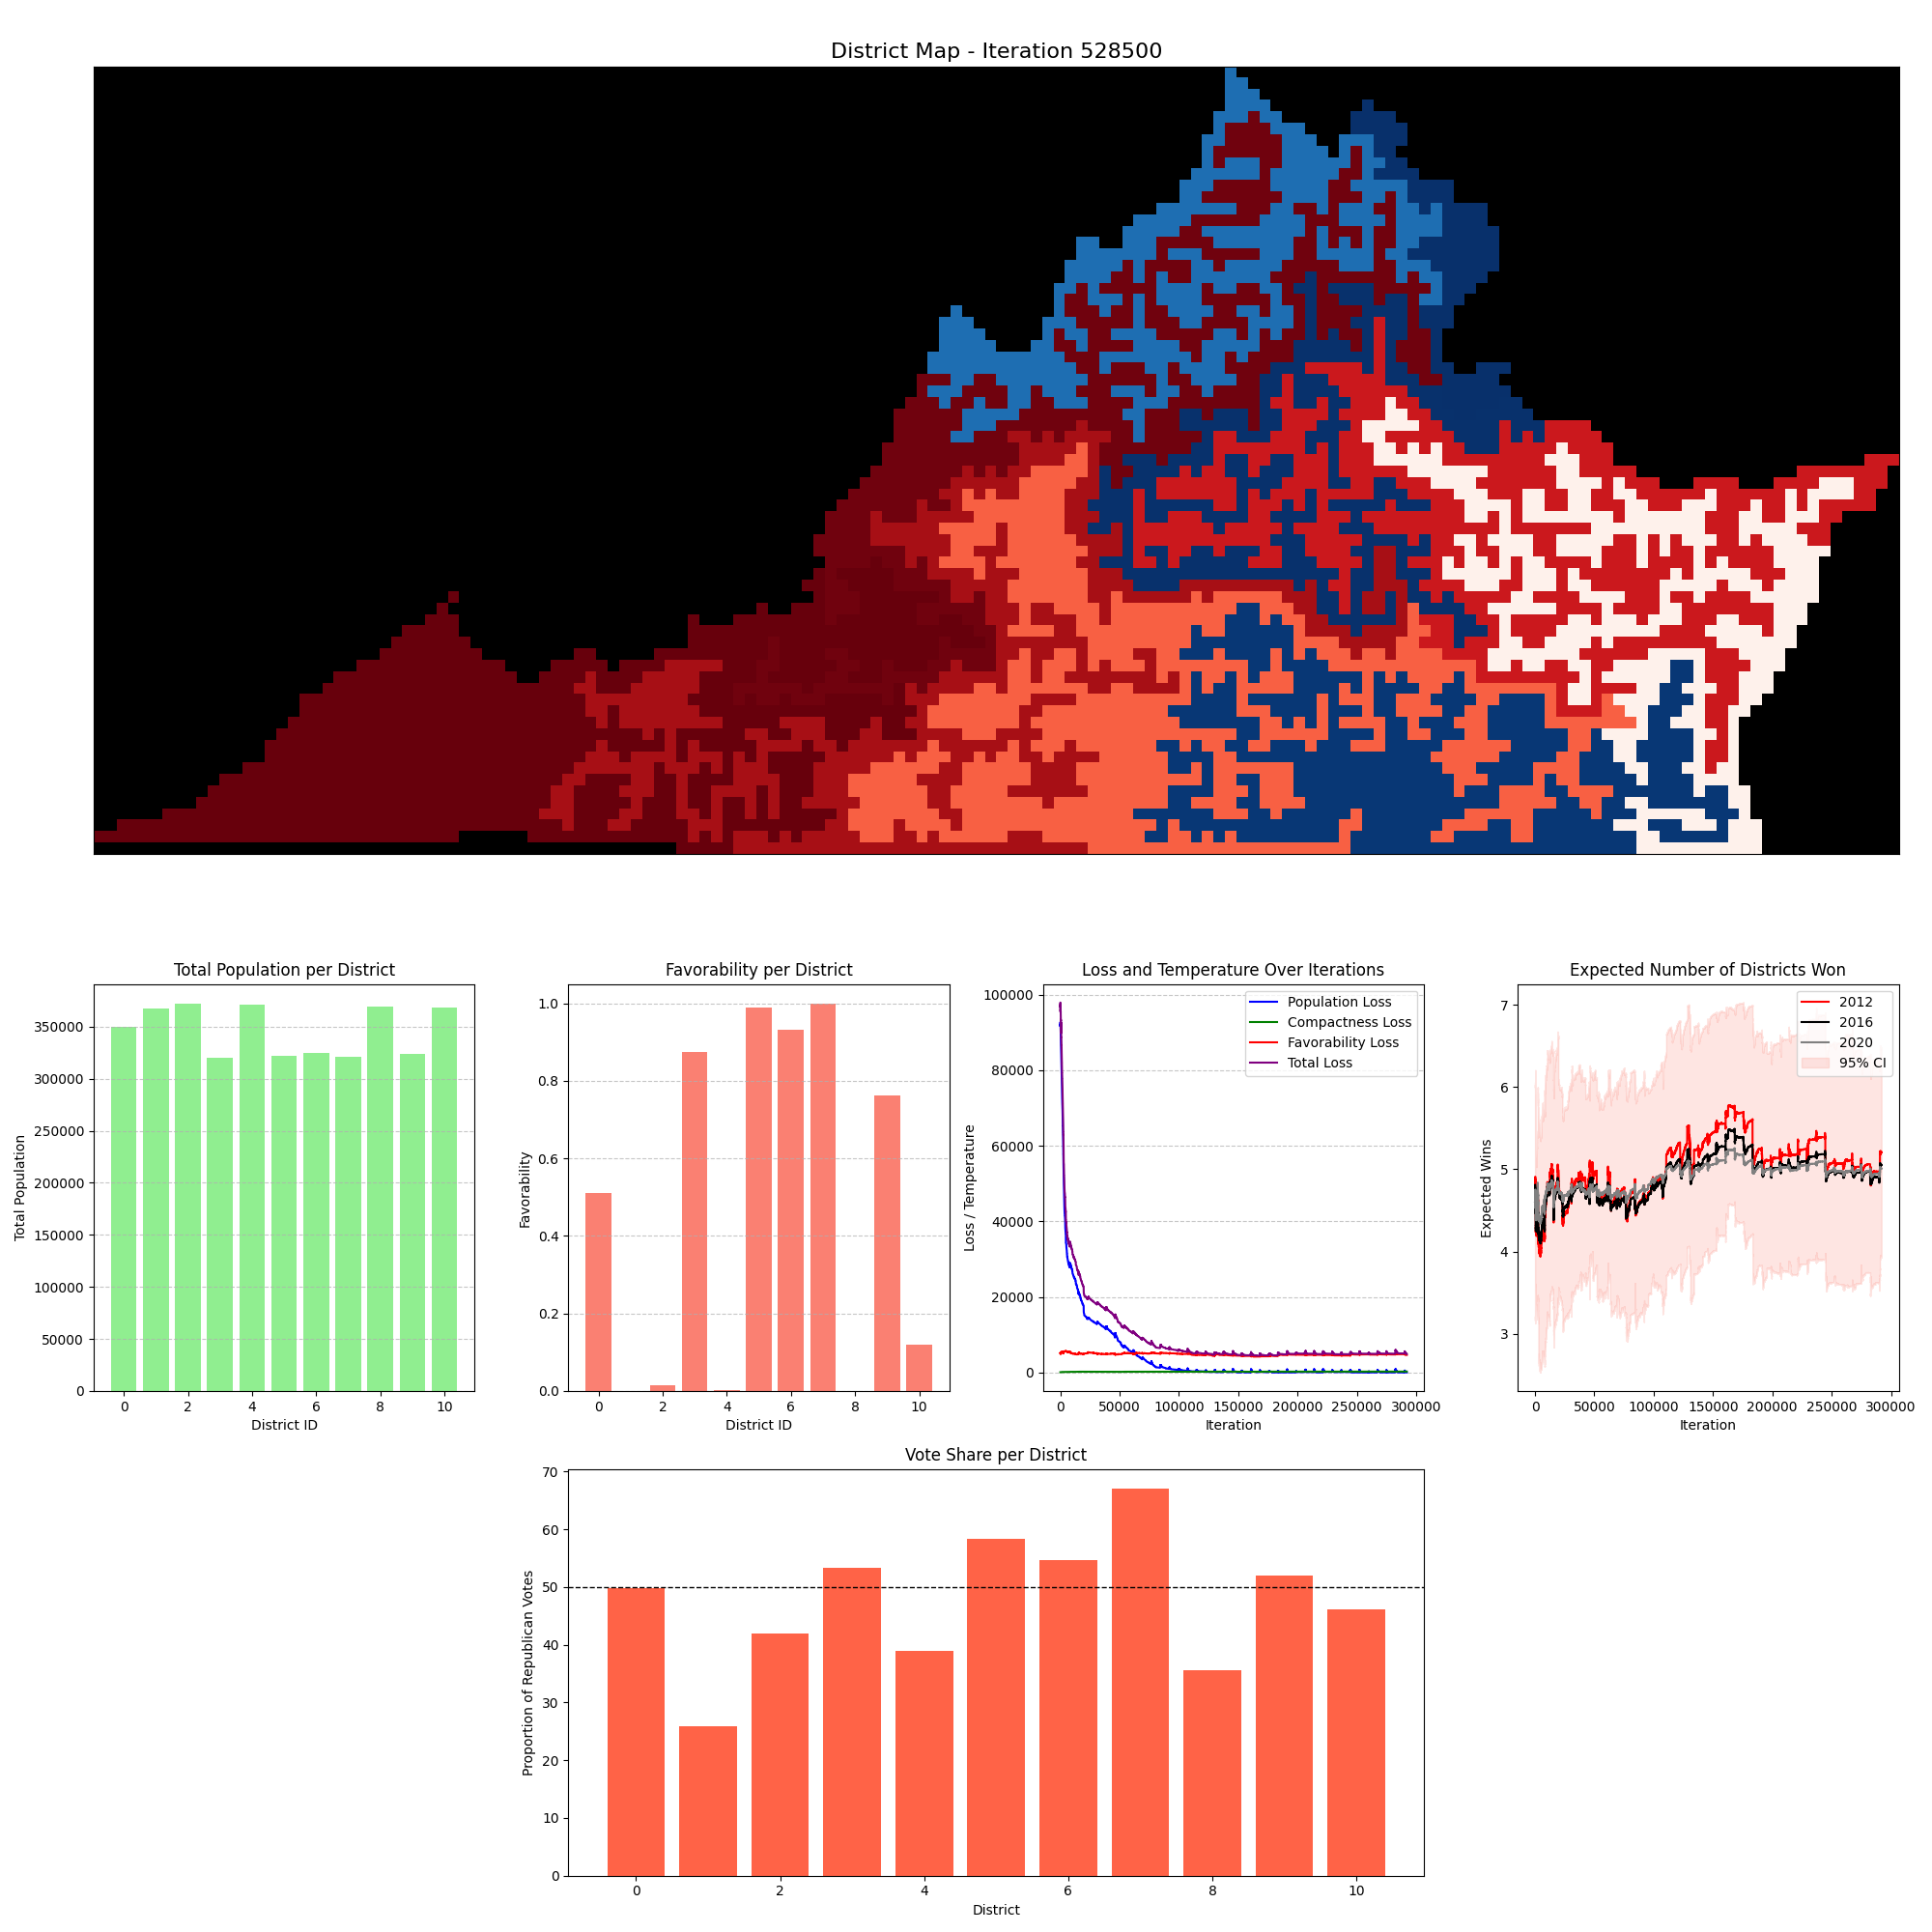 District Map - Iteration 528500
Total Population per District
Total Population
350000
300000
250000
200000
150000
100000
50000
0
0 2 4 6 8 10
District ID
Favorability per District
Favorability
1.0
0.8
0.6
0.4
0.2
0.0
0 2 4 6 8 10
District ID
Loss and Temperature Over Iterations
Loss / Temperature
100000
80000
60000
40000
20000
0
Population Loss
Compactness Loss
Favorability Loss
Total Loss
0 50000 100000 150000 200000 250000 300000
Iteration
Expected Number of Districts Won
Expected Wins
7
6
5
4
3
2012
2016
2020
95% CI
0 50000 100000 150000 200000 250000 300000
Iteration
Vote Share per District
Proportion of Republican Votes
70
60
50
40
30
20
10
0
0 2 4 6 8 10
District